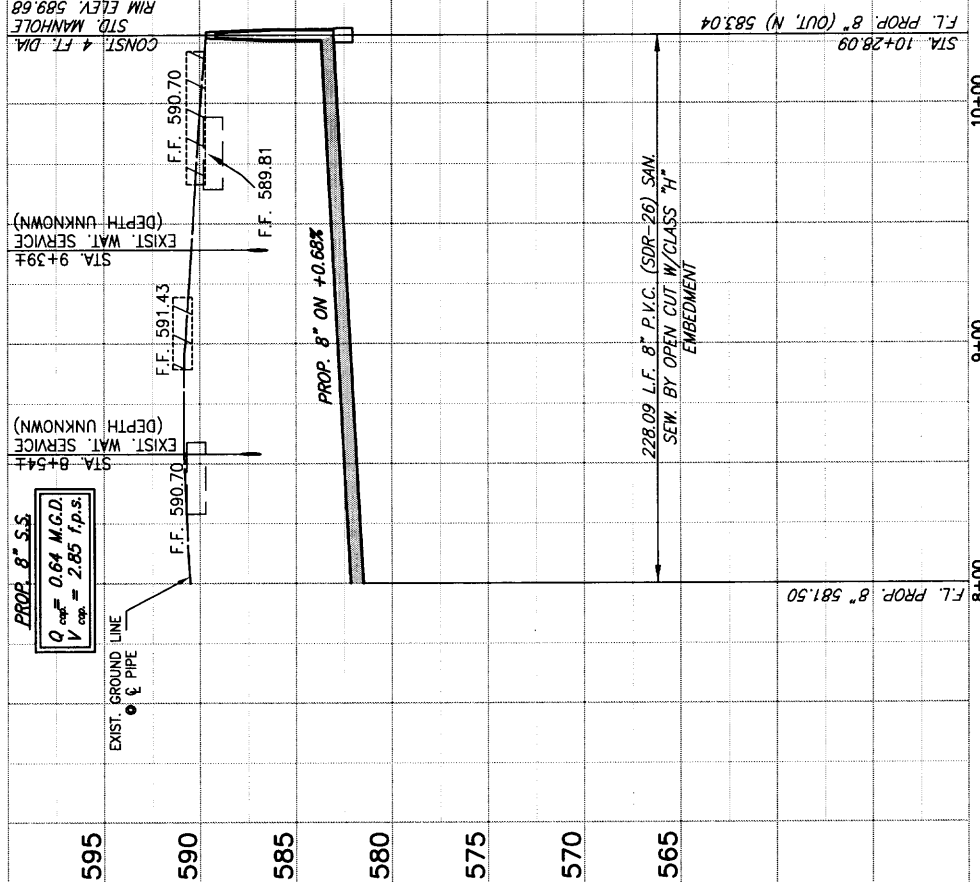 PROP. 8" S.S.
Q cap. = 0.64 M.G.D.
V cap. = 2.85 f.p.s.
EXIST. GROUND LINE
@ ℄ PIPE
F.F. 590.70
STA. 8+54±
EXIST. WAT. SERVICE
(DEPTH UNKNOWN)
F.F. 591.43
STA. 9+39±
EXIST. WAT. SERVICE
(DEPTH UNKNOWN)
F.F. 589.81
F.F. 590.70
CONST. 4 FT. DIA.
STD. MANHOLE
RIM ELEV. 589.68
PROP. 8" ON +0.68%
228.09 L.F. 8" P.V.C. (SDR-26) SAN.
SEW. BY OPEN CUT W/CLASS "H"
EMBEDMENT
F.L. PROP. 8" 581.50
STA. 10+28.09
F.L. PROP. 8" (OUT, N) 583.04
595
590
585
580
575
570
565
8+00
9+00
10+00